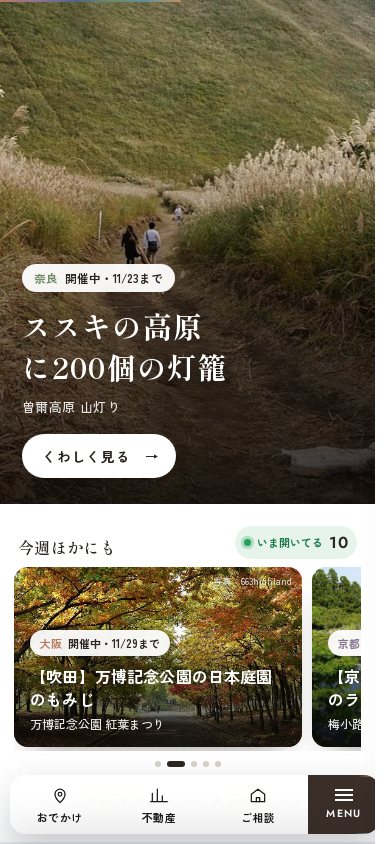 奈良 開催中・11/23まで
ススキの高原
に200個の灯籠
曽爾高原 山灯り
くわしく見る →
今週ほかにも
いま開いてる 10
663highland
大阪 開催中・11/29まで
【吹田】万博記念公園の日本庭園
のもみじ
万博記念公園 紅葉まつり
京都
【京
のラ
梅小路
おでかけ
不動産
ご相談
MENU